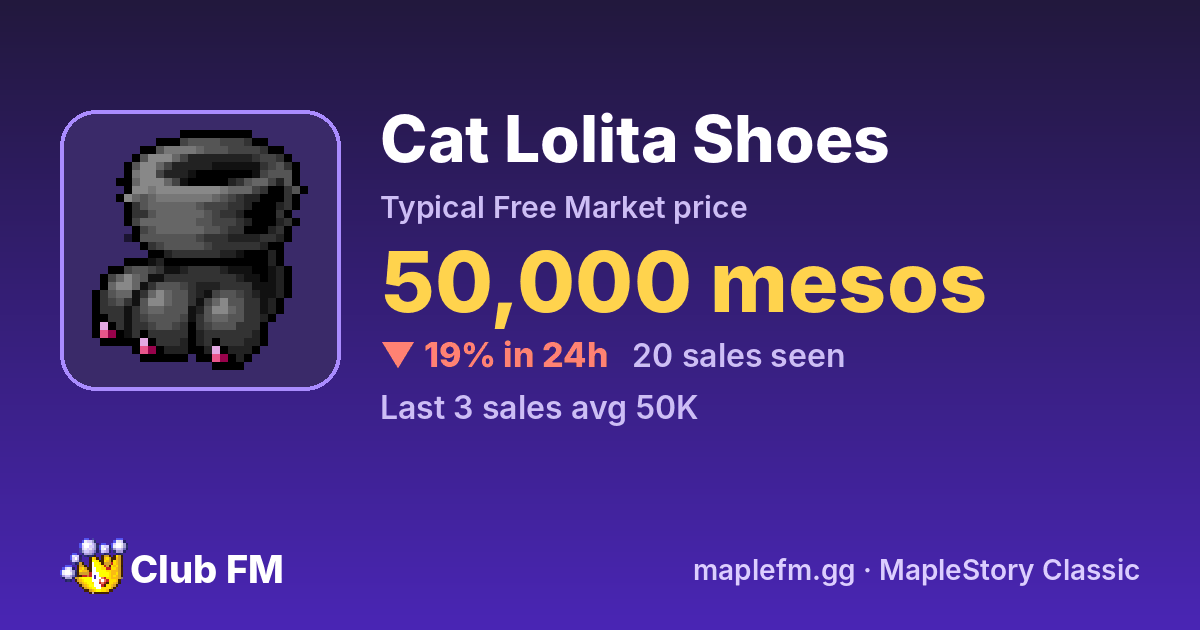 Cat Lolita Shoes
Typical Free Market price
50,000 mesos
▼ 19% in 24h 20 sales seen
Last 3 sales avg 50K
Club FM
maplefm.gg · MapleStory Classic